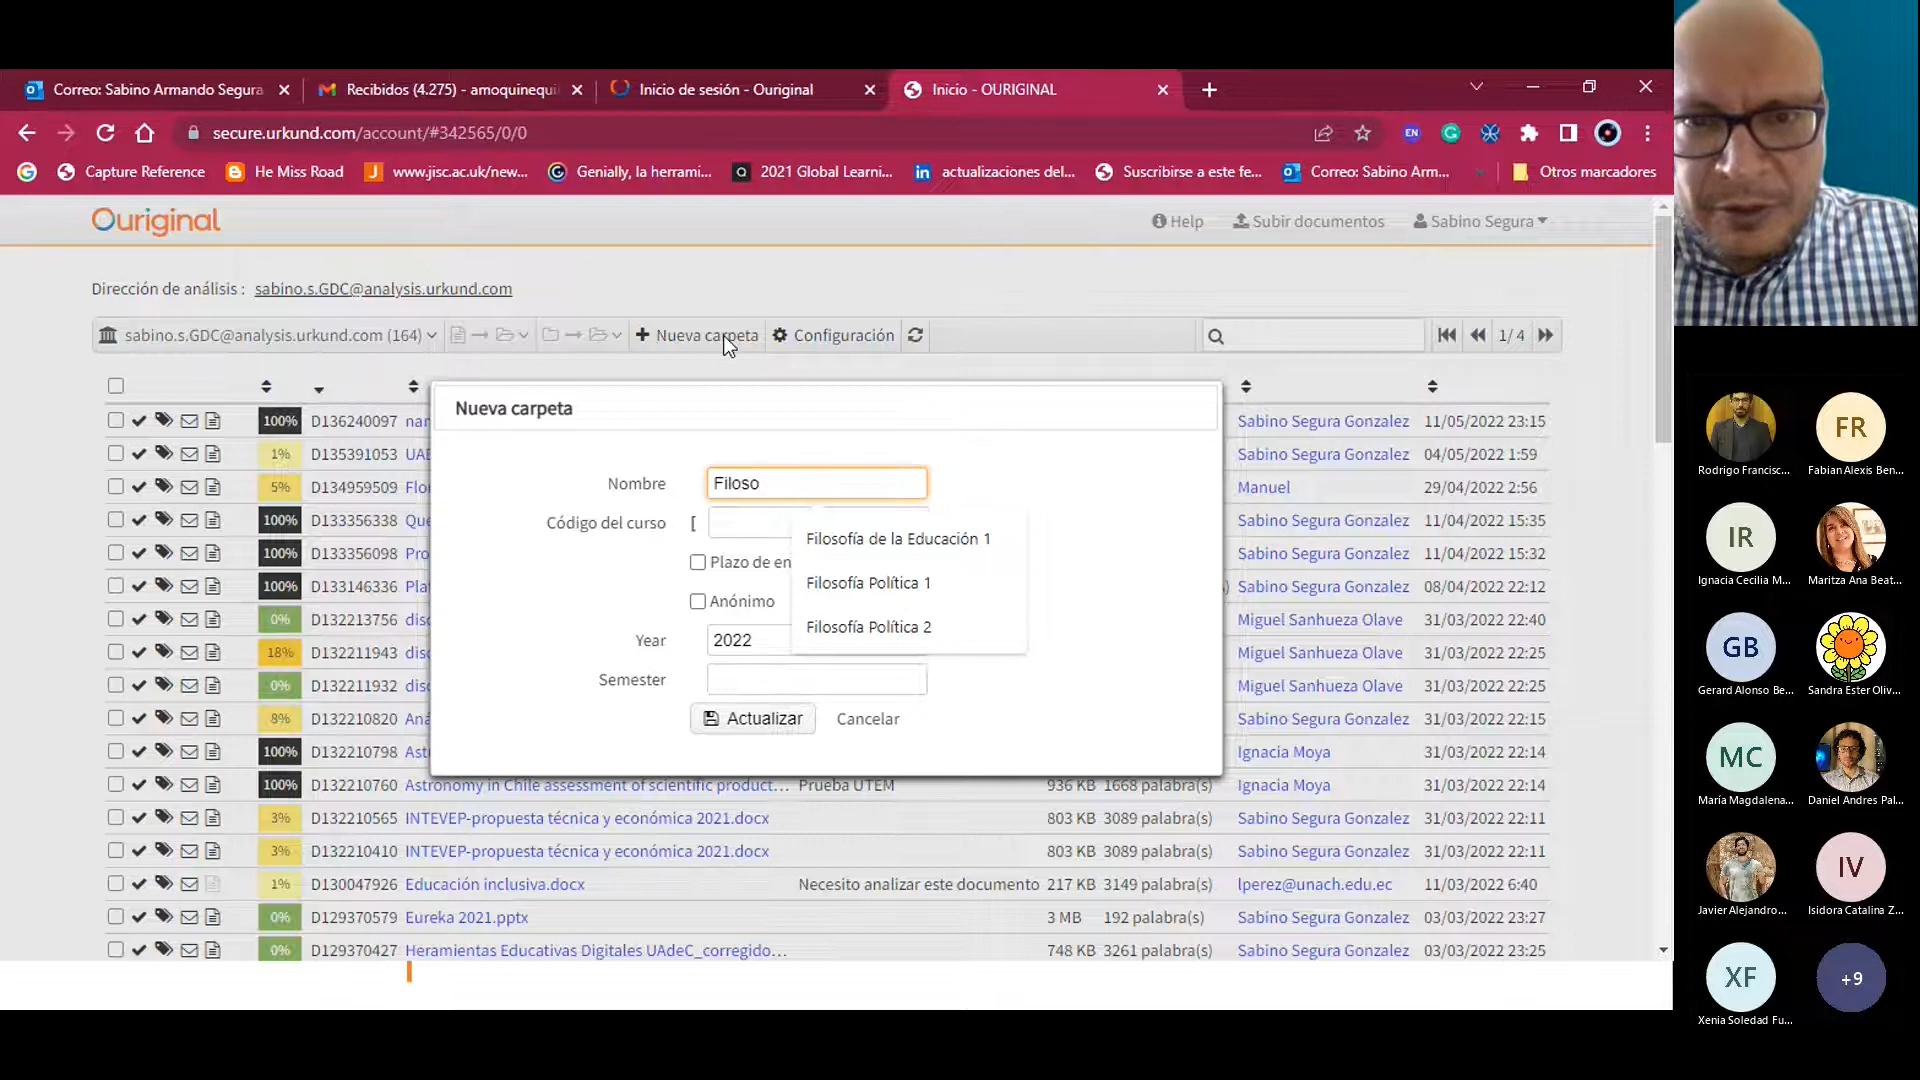 Correo: Sabino Armando Segura
Recibidos (4.275) - amoquinequi
Inicio de sesión - Ouriginal
Inicio - OURIGINAL
secure.urkund.com/account/#342565/0/0
EN
Capture Reference
He Miss Road
www.jisc.ac.uk/new...
Genially, la herrami...
2021 Global Learni...
actualizaciones del...
Suscribirse a este fe...
Correo: Sabino Arm...
Otros marcadores
Ouriginal
Help
Subir documentos
Sabino Segura
Dirección de análisis : sabino.s.GDC@analysis.urkund.com
sabino.s.GDC@analysis.urkund.com (164)
Nueva carpeta
Configuración
1/ 4
Nueva carpeta
Nombre Filoso
Código del curso [
Filosofía de la Educación 1
Plazo de en
Filosofía Política 1
Anónimo
Filosofía Política 2
Year 2022
Semester
Actualizar Cancelar
100% D136240097 nar Sabino Segura Gonzalez 11/05/2022 23:15
1% D135391053 UAE Sabino Segura Gonzalez 04/05/2022 1:59
5% D134959509 Flor Manuel 29/04/2022 2:56
100% D133356338 Que Sabino Segura Gonzalez 11/04/2022 15:35
100% D133356098 Pro Sabino Segura Gonzalez 11/04/2022 15:32
100% D133146336 Plat ) Sabino Segura Gonzalez 08/04/2022 22:12
0% D132213756 disc Miguel Sanhueza Olave 31/03/2022 22:40
18% D132211943 disc Miguel Sanhueza Olave 31/03/2022 22:25
0% D132211932 disc Miguel Sanhueza Olave 31/03/2022 22:25
8% D132210820 Aná Sabino Segura Gonzalez 31/03/2022 22:15
100% D132210798 Astr Ignacia Moya 31/03/2022 22:14
100% D132210760 Astronomy in Chile assessment of scientific product... Prueba UTEM 936 KB 1668 palabra(s) Ignacia Moya 31/03/2022 22:14
3% D132210565 INTEVEP-propuesta técnica y económica 2021.docx 803 KB 3089 palabra(s) Sabino Segura Gonzalez 31/03/2022 22:11
3% D132210410 INTEVEP-propuesta técnica y económica 2021.docx 803 KB 3089 palabra(s) Sabino Segura Gonzalez 31/03/2022 22:11
1% D130047926 Educación inclusiva.docx Necesito analizar este documento 217 KB 3149 palabra(s) lperez@unach.edu.ec 11/03/2022 6:40
0% D129370579 Eureka 2021.pptx 3 MB 192 palabra(s) Sabino Segura Gonzalez 03/03/2022 23:27
0% D129370427 Heramientas Educativas Digitales UAdeC_corregido... 748 KB 3261 palabra(s) Sabino Segura Gonzalez 03/03/2022 23:25
FR
Rodrigo Francisc... Fabian Alexis Ben...
IR
Ignacia Cecilia M... Maritza Ana Beat...
GB
Gerard Alonso Be... Sandra Ester Oliv...
MC
María Magdalena... Daniel Andres Pal...
IV
Javier Alejandro... Isidora Catalina Z...
XF +9
Xenia Soledad Fu...